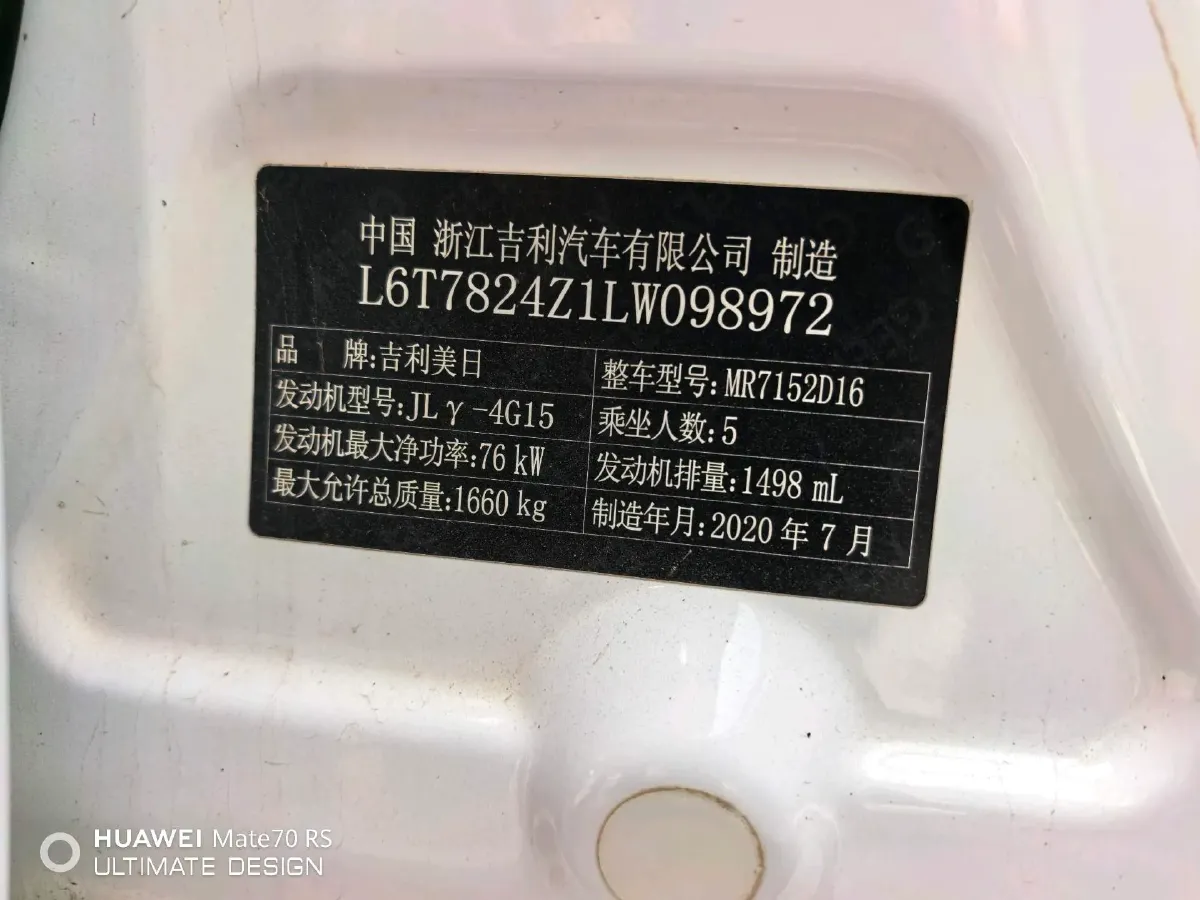 中国 浙江吉利汽车有限公司 制造
L6T7824Z1LW098972
品 牌:吉利美日 整车型号:MR7152D16
发动机型号:JLγ-4G15 乘坐人数:5
发动机最大净功率:76 kW 发动机排量:1498 mL
最大允许总质量:1660 kg 制造年月:2020 年 7 月
HUAWEI Mate70 RS
ULTIMATE DESIGN